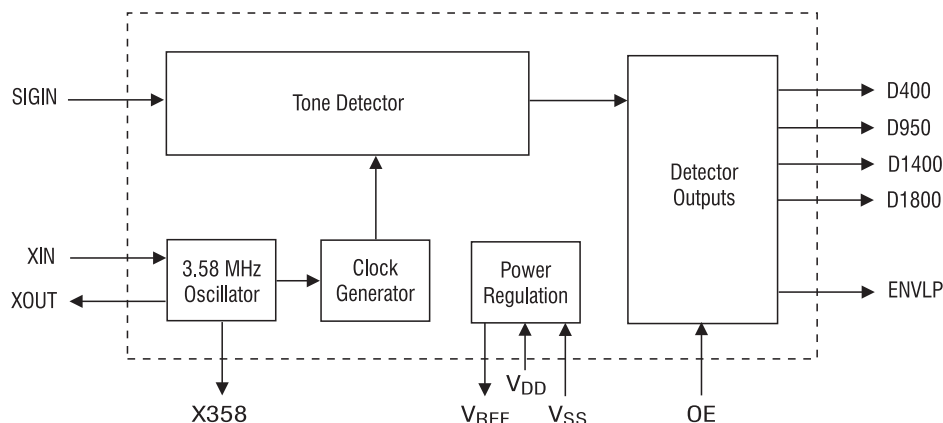 SIGIN
Tone Detector
D400
D950
D1400
D1800
Detector
Outputs
XIN
XOUT
3.58 MHz
Oscillator
Clock
Generator
Power
Regulation
ENVLP
X358
VREF
VDD
VSS
OE